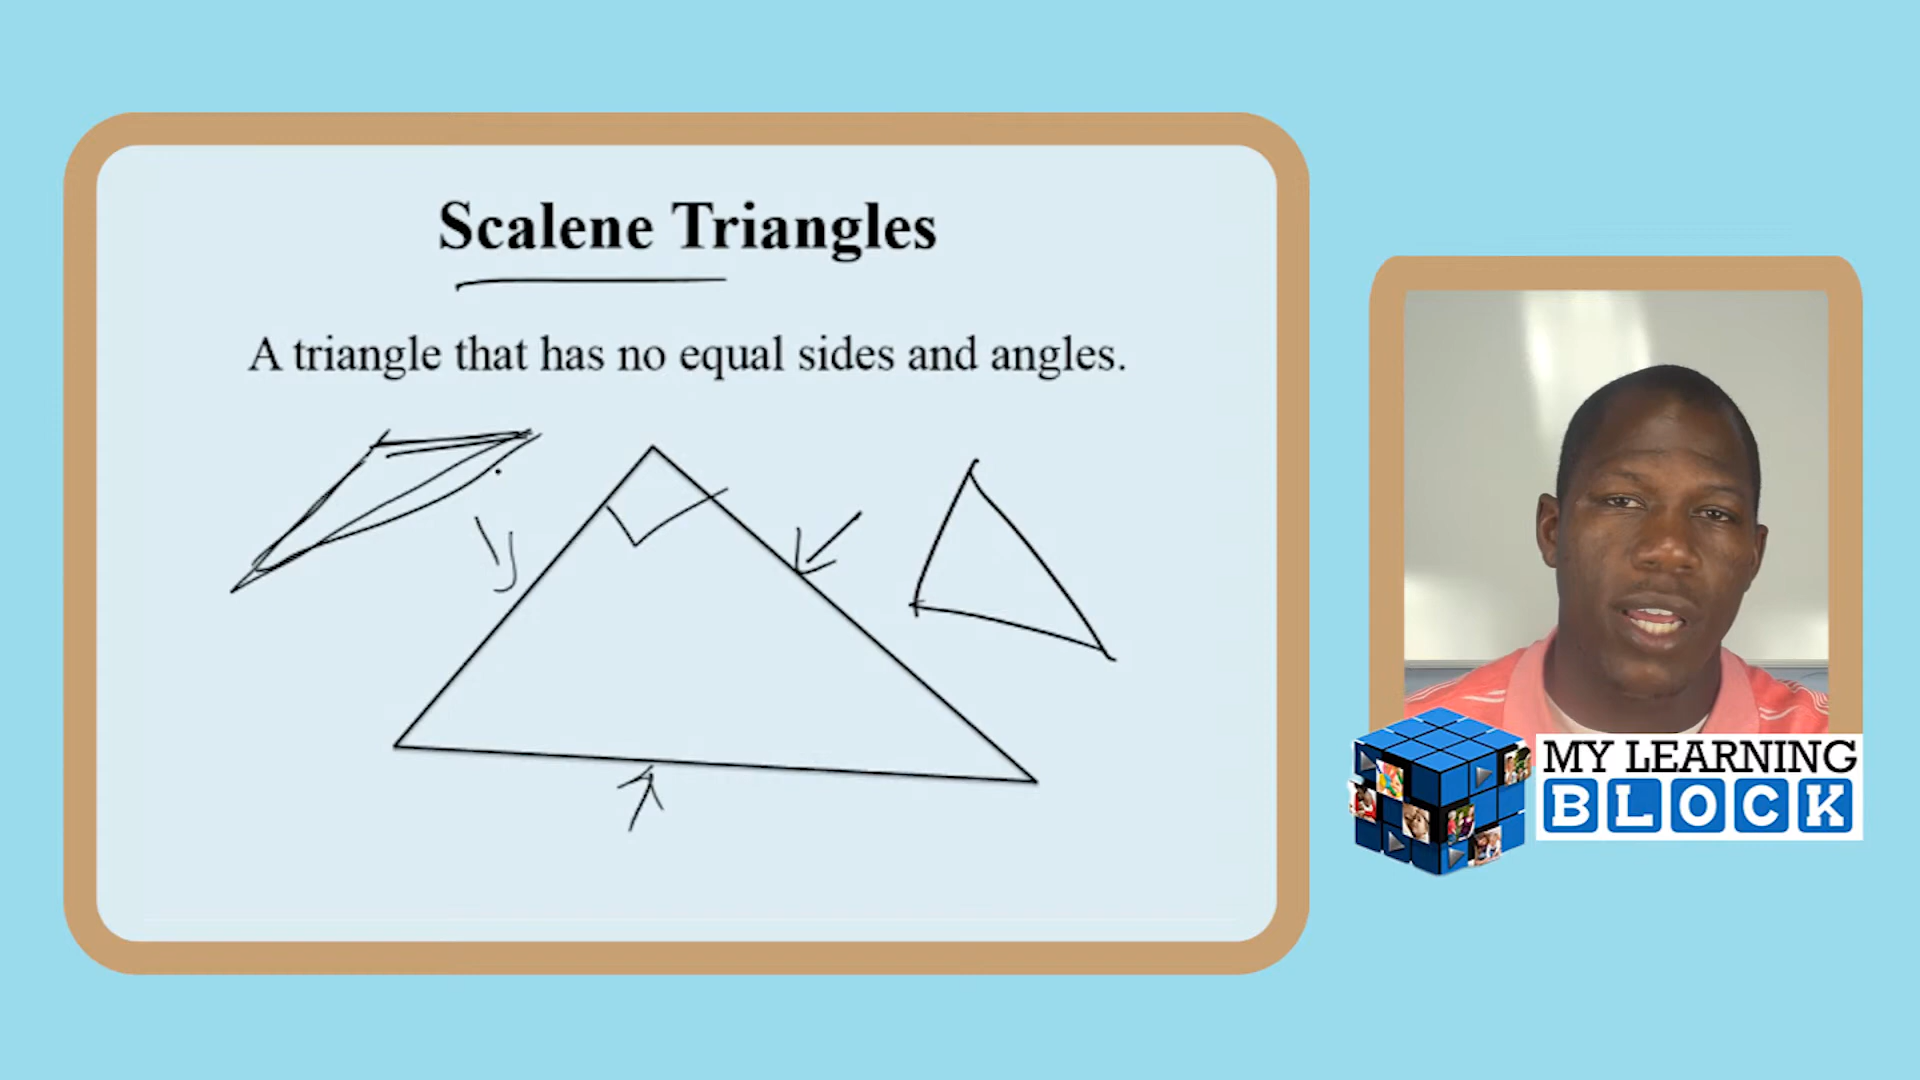 Scalene Triangles
A triangle that has no equal sides and angles.
MY LEARNING
BLOCK